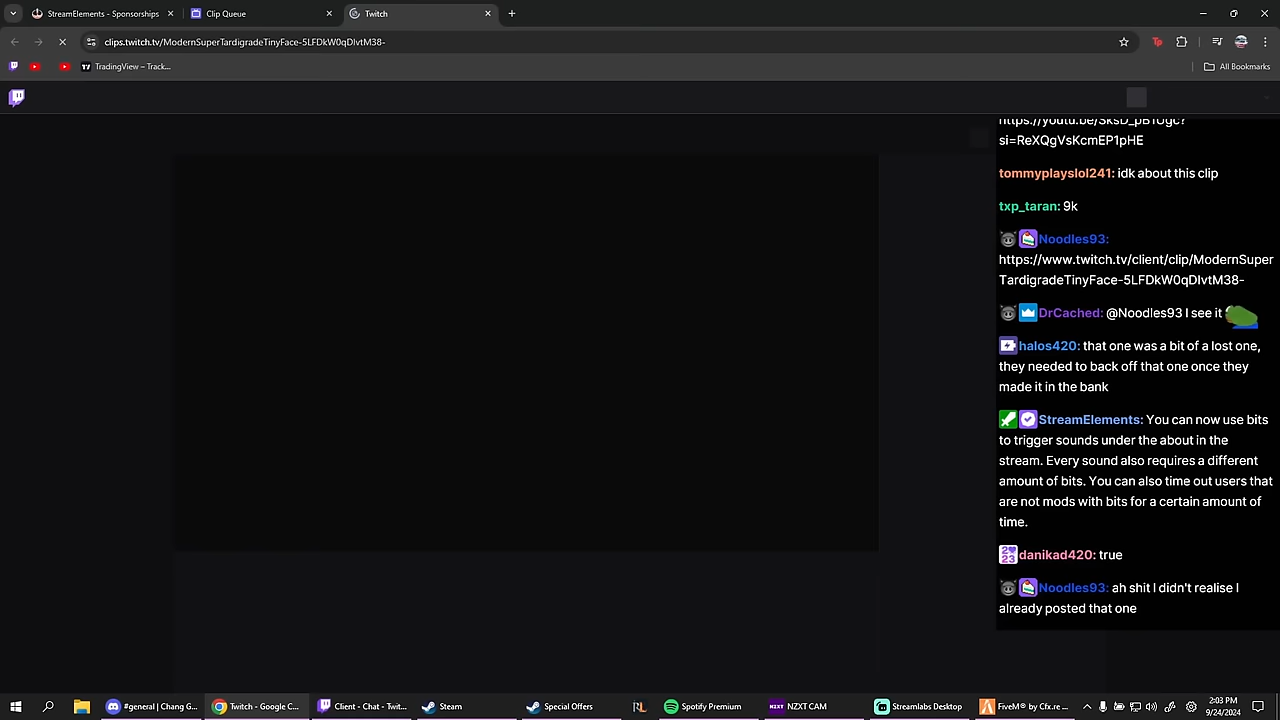 StreamElements - Sponsorships
Clip Queue
Twitch
clips.twitch.tv/ModernSuperTardigradeTinyFace-5LFDkW0qDIvtM38-
TradingView – Track...
All Bookmarks
si=ReXQgVsKcmEP1pHE
tommyplayslol241: idk about this clip
txp_taran: 9k
Noodles93:
https://www.twitch.tv/client/clip/ModernSuper
TardigradeTinyFace-5LFDkW0qDIvtM38-
DrCached: @Noodles93 I see it
halos420: that one was a bit of a lost one,
they needed to back off that one once they
made it in the bank
StreamElements: You can now use bits
to trigger sounds under the about in the
stream. Every sound also requires a different
amount of bits. You can also time out users that
are not mods with bits for a certain amount of
time.
danikad420: true
Noodles93: ah shit I didn't realise I
already posted that one
#general | Chang G...
Twitch - Google C...
Client - Chat - Twit...
Steam
Special Offers
RL
Spotify Premium
NZXT
NZXT CAM
Streamlabs Desktop
FiveM® by Cfx.re ...
2:03 PM
9/24/2024